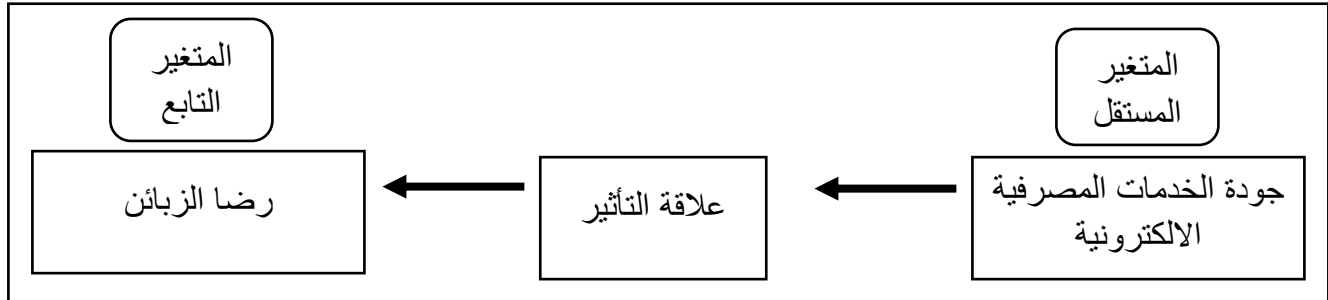 المتغير
المستقل
جودة الخدمات المصرفية
الالكترونية
علاقة التأثير
المتغير
التابع
رضا الزبائن